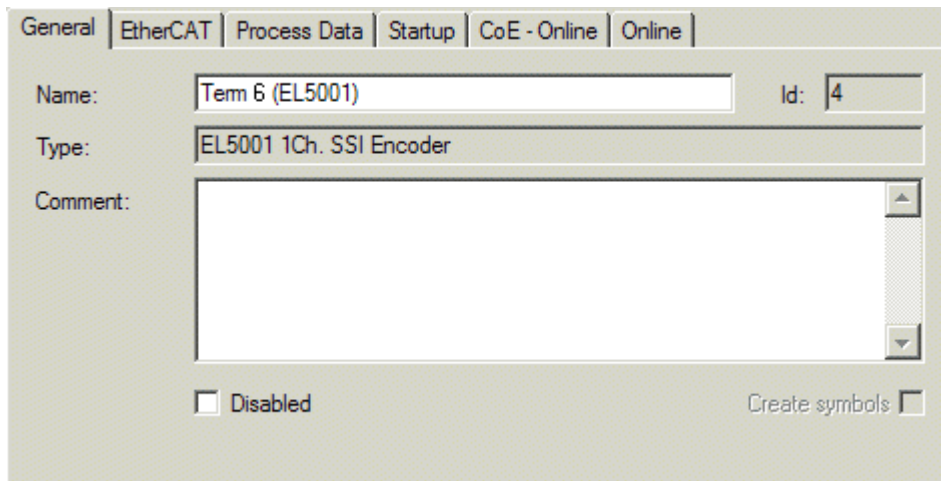 General EtherCAT Process Data Startup CoE - Online Online
Name: Term 6 (EL5001) Id: 4
Type: EL5001 1Ch. SSI Encoder
Comment:
Disabled Create symbols